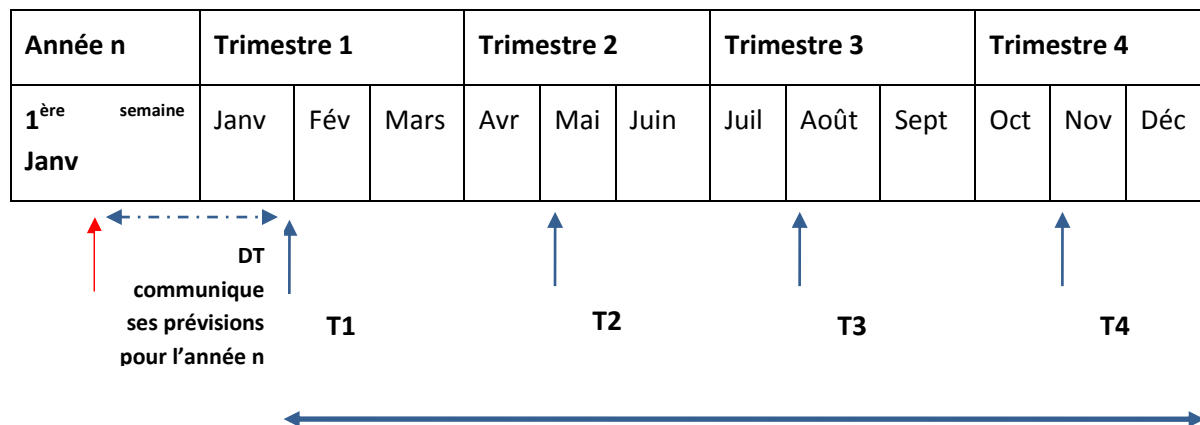 Année n Trimestre 1 Trimestre 2 Trimestre 3 Trimestre 4
1ère semaine Janv Fév Mars Avr Mai Juin Juil Août Sept Oct Nov Déc
Janv
DT
communique
ses prévisions
pour l’année n
T1 T2 T3 T4